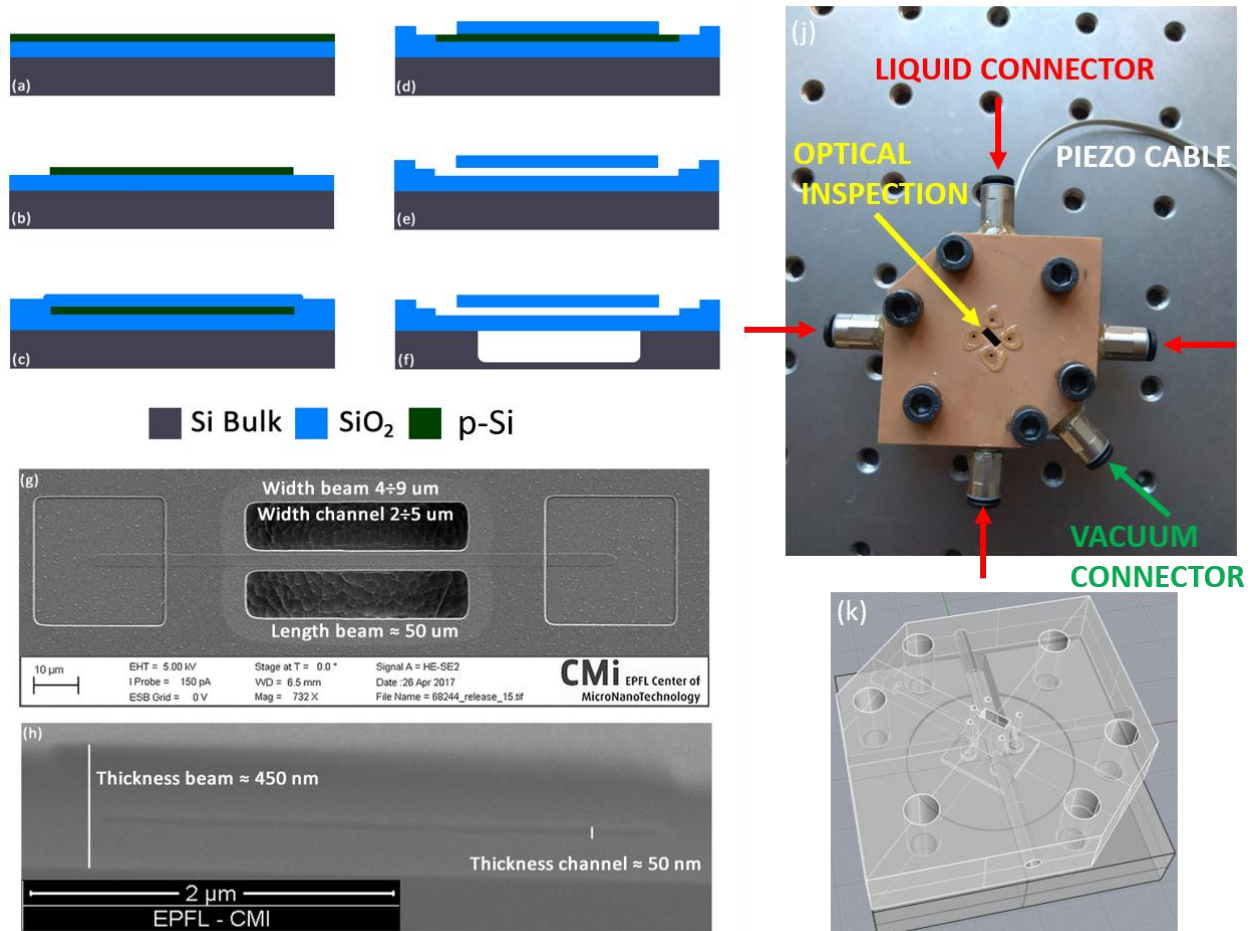 (a)
(d)
(b)
(e)
(c)
(f)
Si Bulk SiO₂ p-Si
(g)
Width beam 4÷9 um
Width channel 2÷5 um
Length beam ≈ 50 um
10 µm
EHT = 5.00 kV
I Probe = 150 pA
ESB Grid = 0 V
Stage at T = 0.0 °
WD = 6.5 mm
Mag = 732 X
Signal A = HE-SE2
Date :26 Apr 2017
File Name = 68244_release_15.tif
CMi EPFL Center of
MicroNanoTechnology
(h)
Thickness beam ≈ 450 nm
Thickness channel ≈ 50 nm
2 µm
EPFL - CMI
(j)
LIQUID CONNECTOR
OPTICAL
INSPECTION
PIEZO CABLE
VACUUM
CONNECTOR
(k)